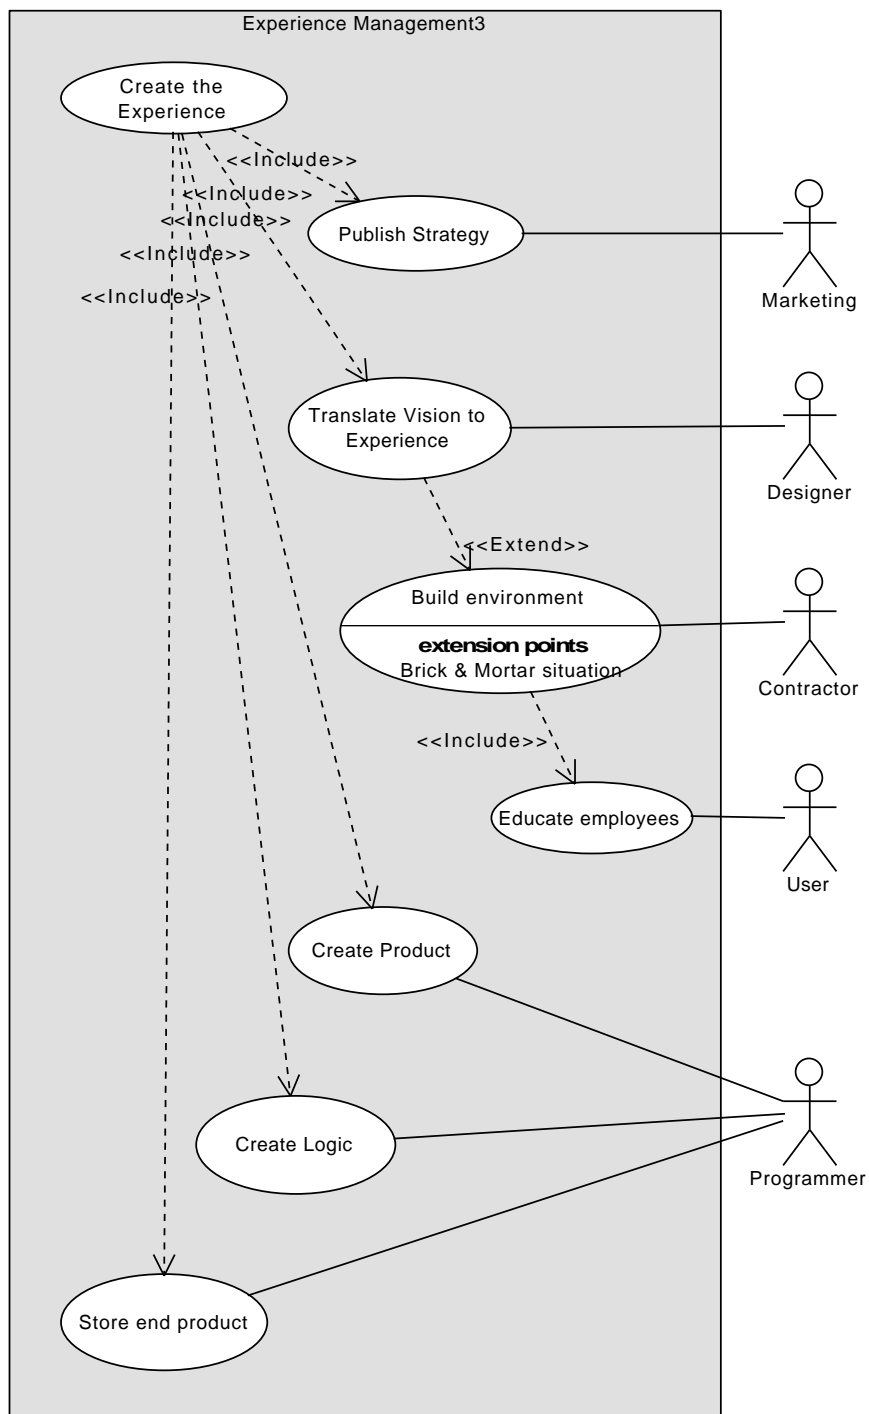 Experience Management3
Create the
Experience
<<Include>>
<<Include>>
<<Include>>
<<Include>>
<<Include>>
Publish Strategy
Marketing
Translate Vision to
Experience
Designer
<<Extend>>
Build environment
extension points
Brick & Mortar situation
Contractor
<<Include>>
Educate employees
User
Create Product
Create Logic
Programmer
Store end product